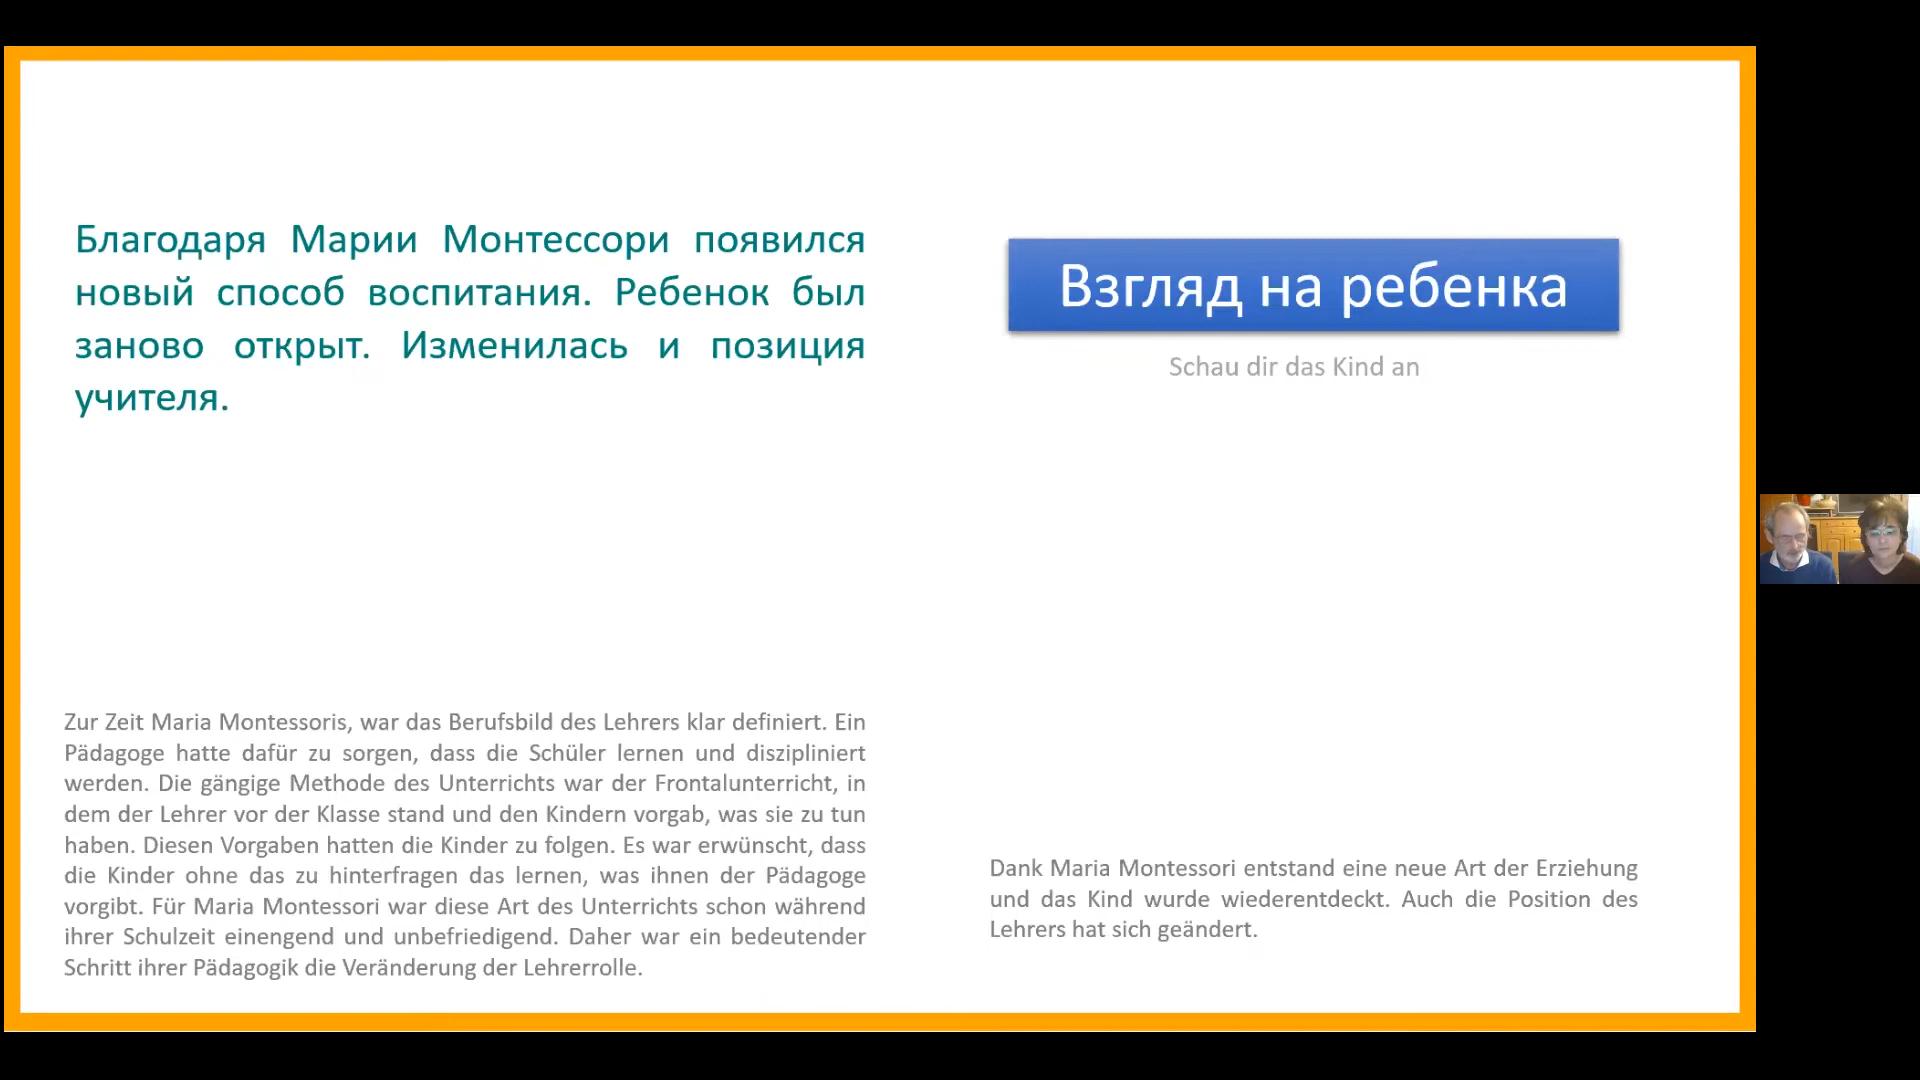 Благодаря Марии Монтессори появился
новый способ воспитания. Ребенок был
заново открыт. Изменилась и позиция
учителя.
Zur Zeit Maria Montessoris, war das Berufsbild des Lehrers klar definiert. Ein
Pädagoge hatte dafür zu sorgen, dass die Schüler lernen und diszipliniert
werden. Die gängige Methode des Unterrichts war der Frontalunterricht, in
dem der Lehrer vor der Klasse stand und den Kindern vorgab, was sie zu tun
haben. Diesen Vorgaben hatten die Kinder zu folgen. Es war erwünscht, dass
die Kinder ohne das zu hinterfragen das lernen, was ihnen der Pädagoge
vorgibt. Für Maria Montessori war diese Art des Unterrichts schon während
ihrer Schulzeit einengend und unbefriedigend. Daher war ein bedeutender
Schritt ihrer Pädagogik die Veränderung der Lehrerrolle.
Взгляд на ребенка
Schau dir das Kind an
Dank Maria Montessori entstand eine neue Art der Erziehung
und das Kind wurde wiederentdeckt. Auch die Position des
Lehrers hat sich geändert.